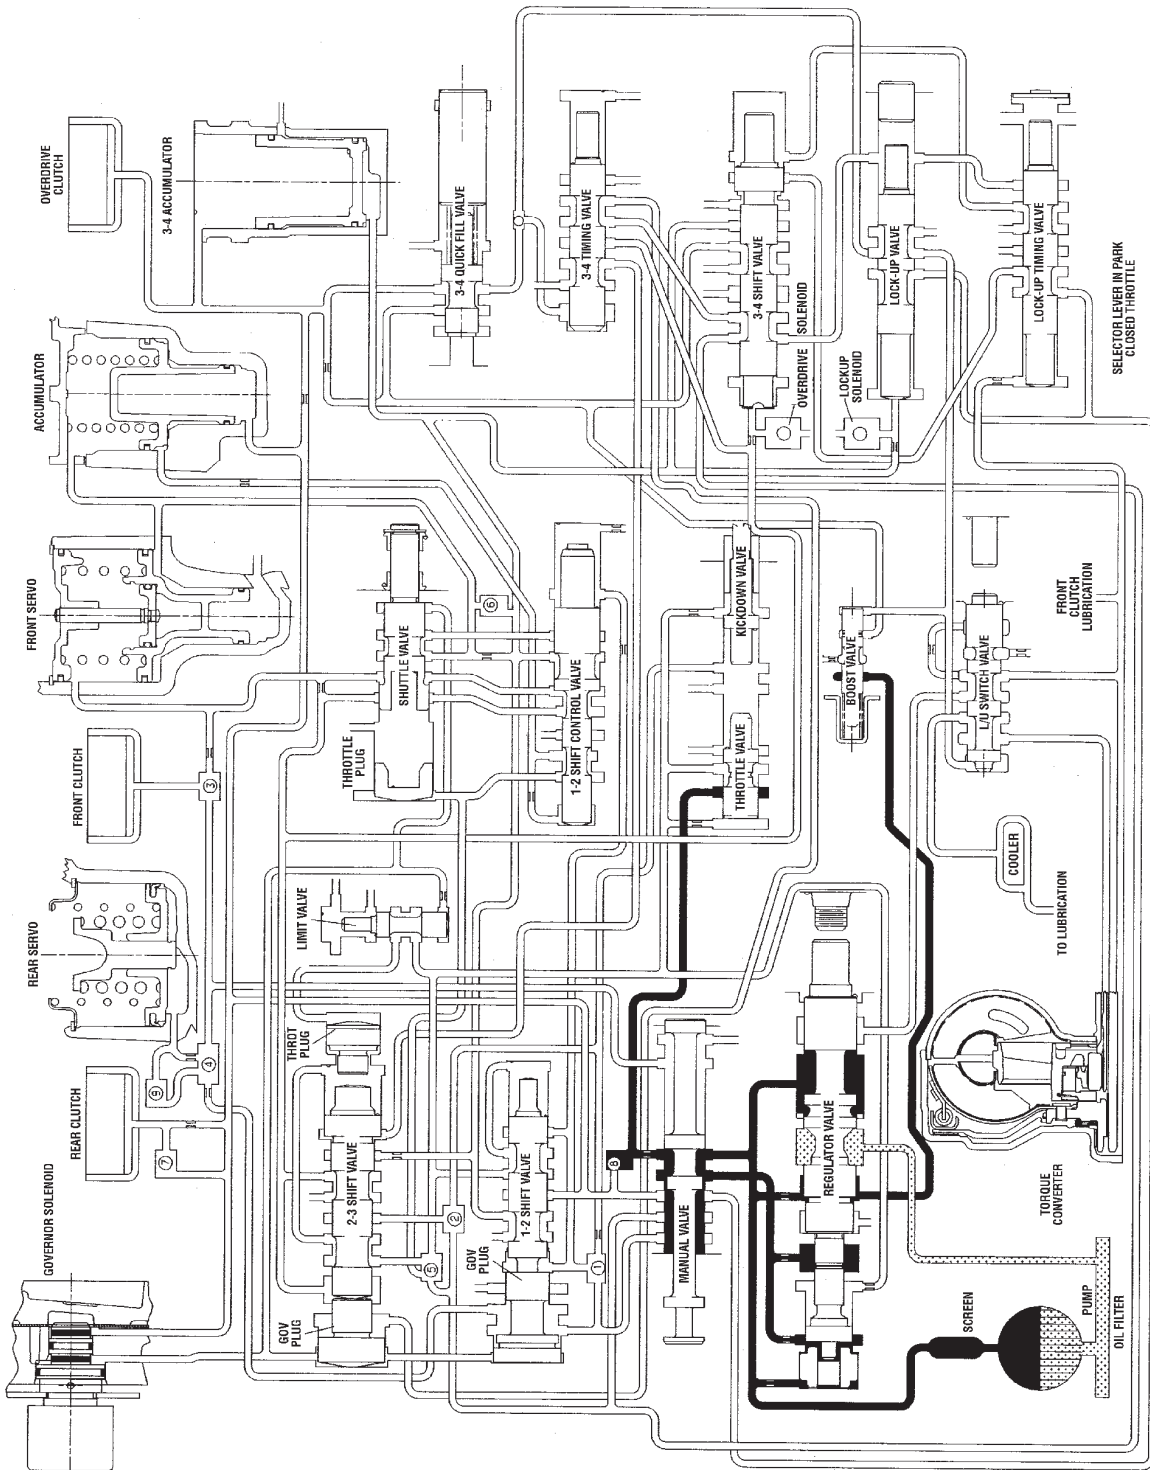 OVERDRIVE
CLUTCH
3-4 ACCUMULATOR
3-4 QUICK FILL VALVE
3-4 TIMING VALVE
3-4 SHIFT VALVE
OVERDRIVE SOLENOID
LOCKUP
SOLENOID
LOCK-UP VALVE
LOCK-UP TIMING VALVE
SELECTOR LEVER IN PARK
CLOSED THROTTLE
ACCUMULATOR
FRONT SERVO
FRONT CLUTCH
3
SHUTTLE VALVE
THROTTLE
PLUG
6
1-2 SHIFT CONTROL VALVE
KICKDOWN VALVE
THROTTLE VALVE
BOOST VALVE
L/U SWITCH VALVE
FRONT
CLUTCH
LUBRICATION
COOLER
TO LUBRICATION
REAR SERVO
REAR CLUTCH
9
4
7
LIMIT VALVE
THROT
PLUG
2-3 SHIFT VALVE
GOV
PLUG
2
5
1-2 SHIFT VALVE
GOV
PLUG
1
8
MANUAL VALVE
REGULATOR VALVE
TORQUE
CONVERTER
GOVERNOR SOLENOID
SCREEN
PUMP
OIL FILTER